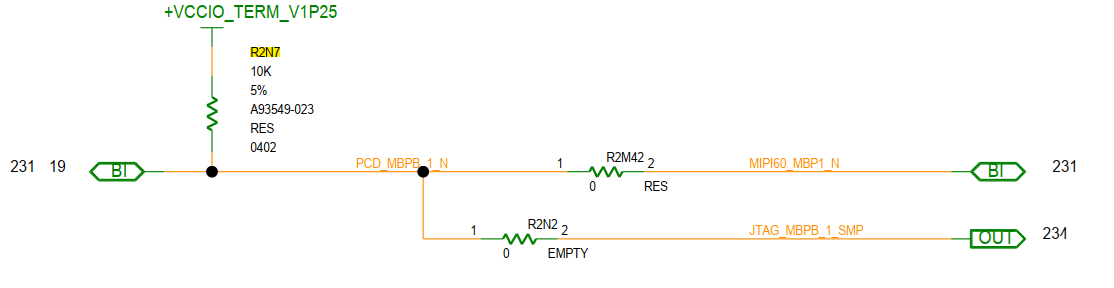 +VCCIO_TERM_V1P25
R2N7
10K
5%
A93549-023
RES
0402
231 19 BI PCD_MBPB_1_N 1 R2M42 2 MIPI60_MBP1_N BI 231
0 RES
1 R2N2 2 JTAG_MBPB_1_SMP OUT 234
0 EMPTY